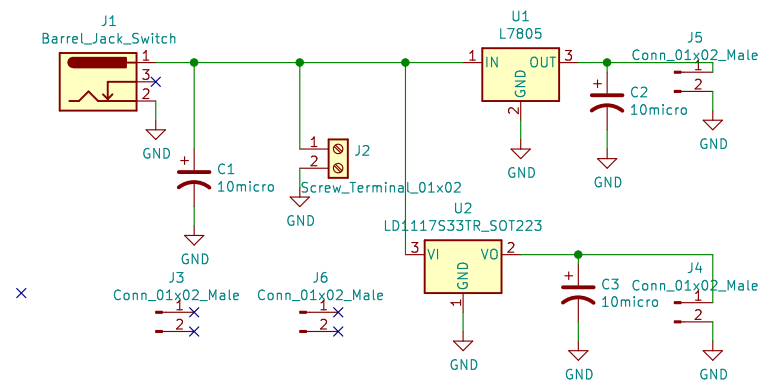 J1
Barrel_Jack_Switch
1
3
2
GND
+
C1
10micro
GND
1
2
J2
Screw_Terminal_01x02
GND
U1
L7805
1
IN
OUT
3
GND
2
GND
+
C2
10micro
GND
J5
Conn_01x02_Male
1
2
GND
U2
LD1117S33TR_SOT223
3
VI
VO
2
GND
1
GND
+
C3
10micro
GND
J4
Conn_01x02_Male
1
2
GND
J3
Conn_01x02_Male
1
2
J6
Conn_01x02_Male
1
2